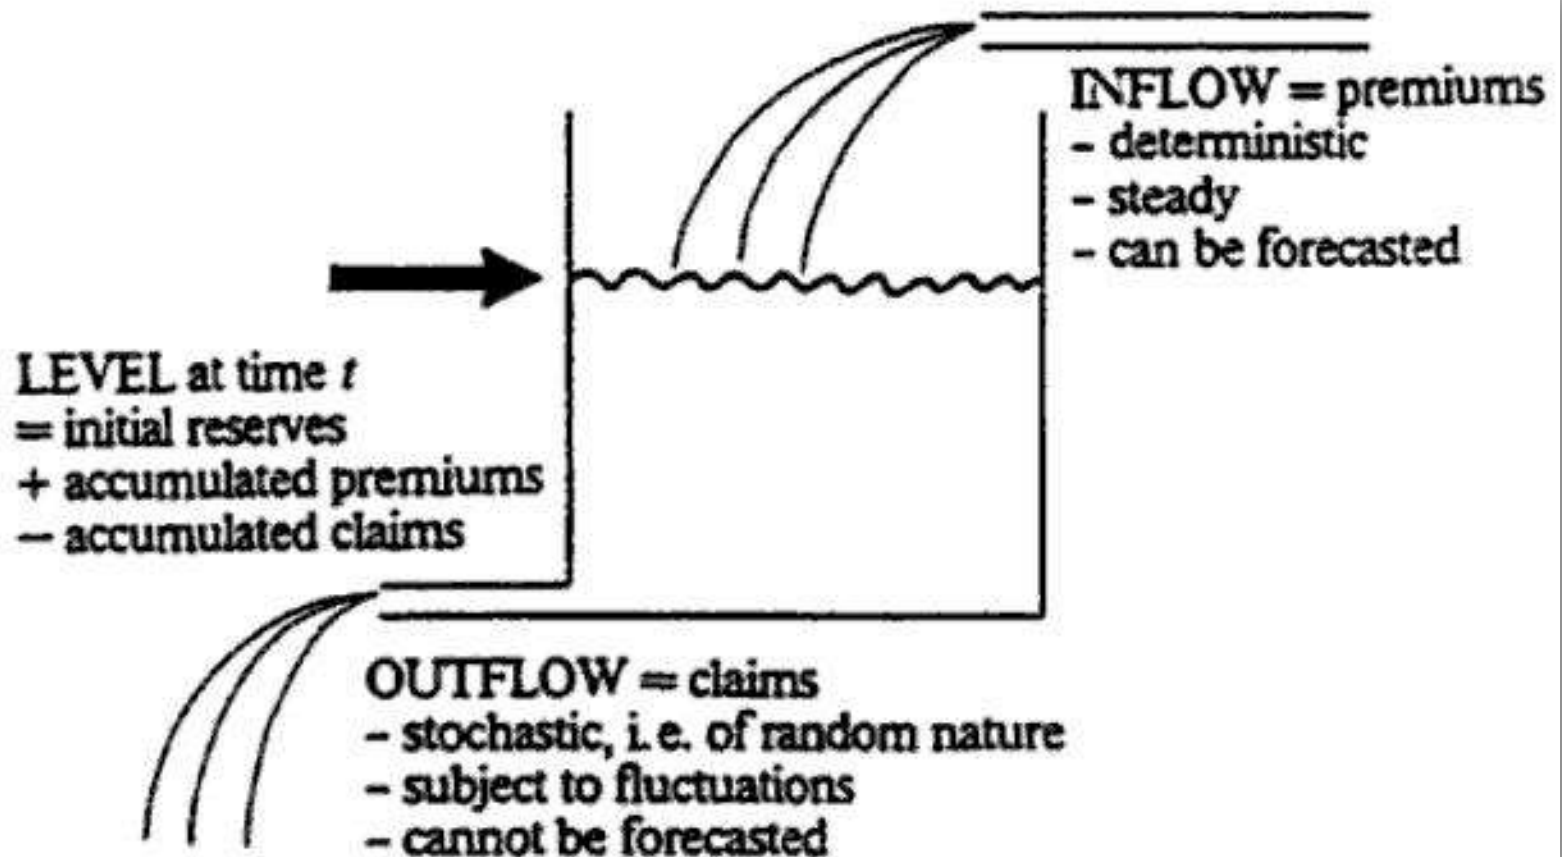 INFLOW = premiums
– deterministic
– steady
– can be forecasted
LEVEL at time t
= initial reserves
+ accumulated premiums
− accumulated claims
OUTFLOW = claims
– stochastic, i. e. of random nature
– subject to fluctuations
– cannot be forecasted